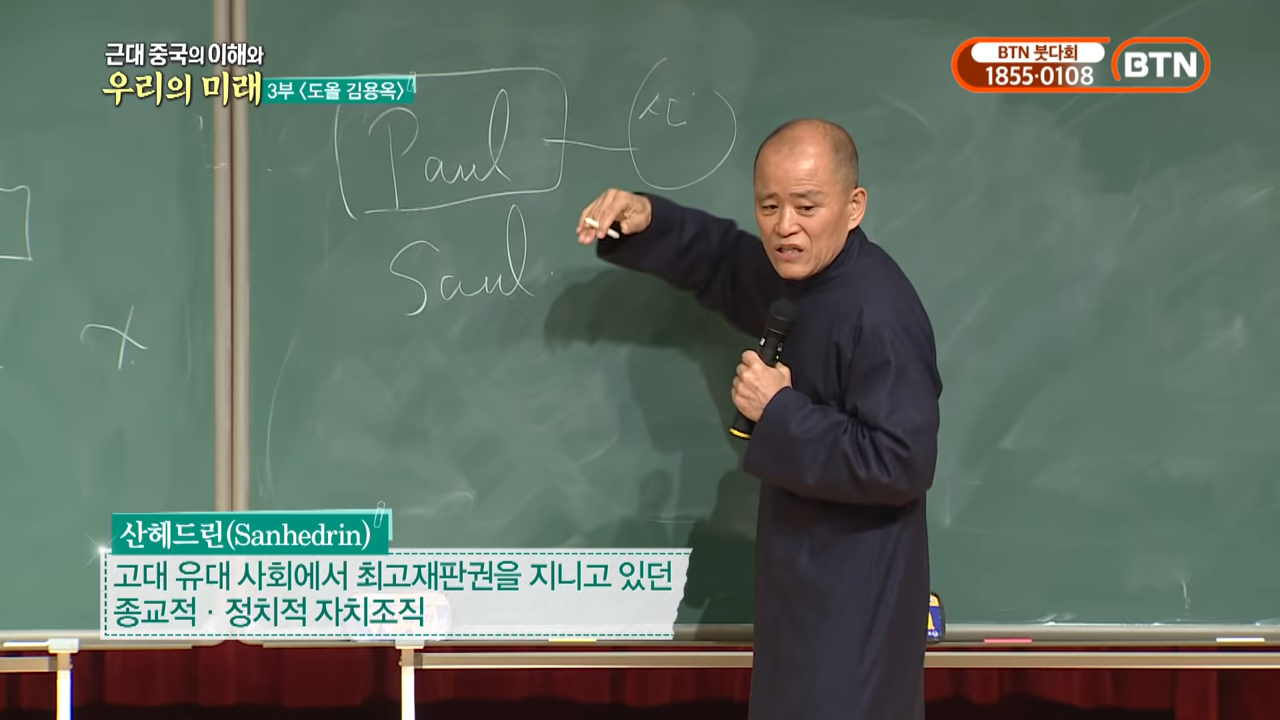 근대 중국의 이해와
우리의 미래 3부 <도올 김용옥>
BTN 붓다회
1855·0108
BTN
Paul
Saul
산헤드린(Sanhedrin)
고대 유대 사회에서 최고재판권을 지니고 있던
종교적·정치적 자치조직